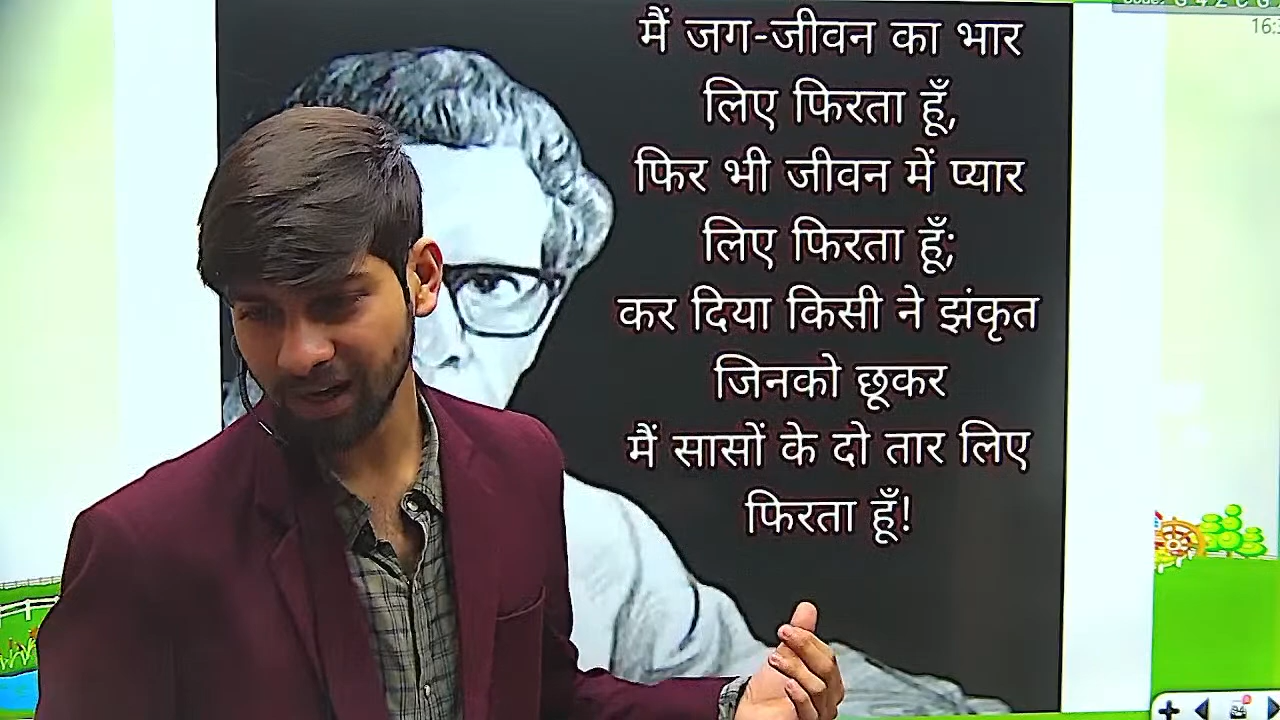 मैं जग-जीवन का भार
लिए फिरता हूँ,
फिर भी जीवन में प्यार
लिए फिरता हूँ;
कर दिया किसी ने झंकृत
जिनको छूकर
मैं सासों के दो तार लिए
फिरता हूँ!